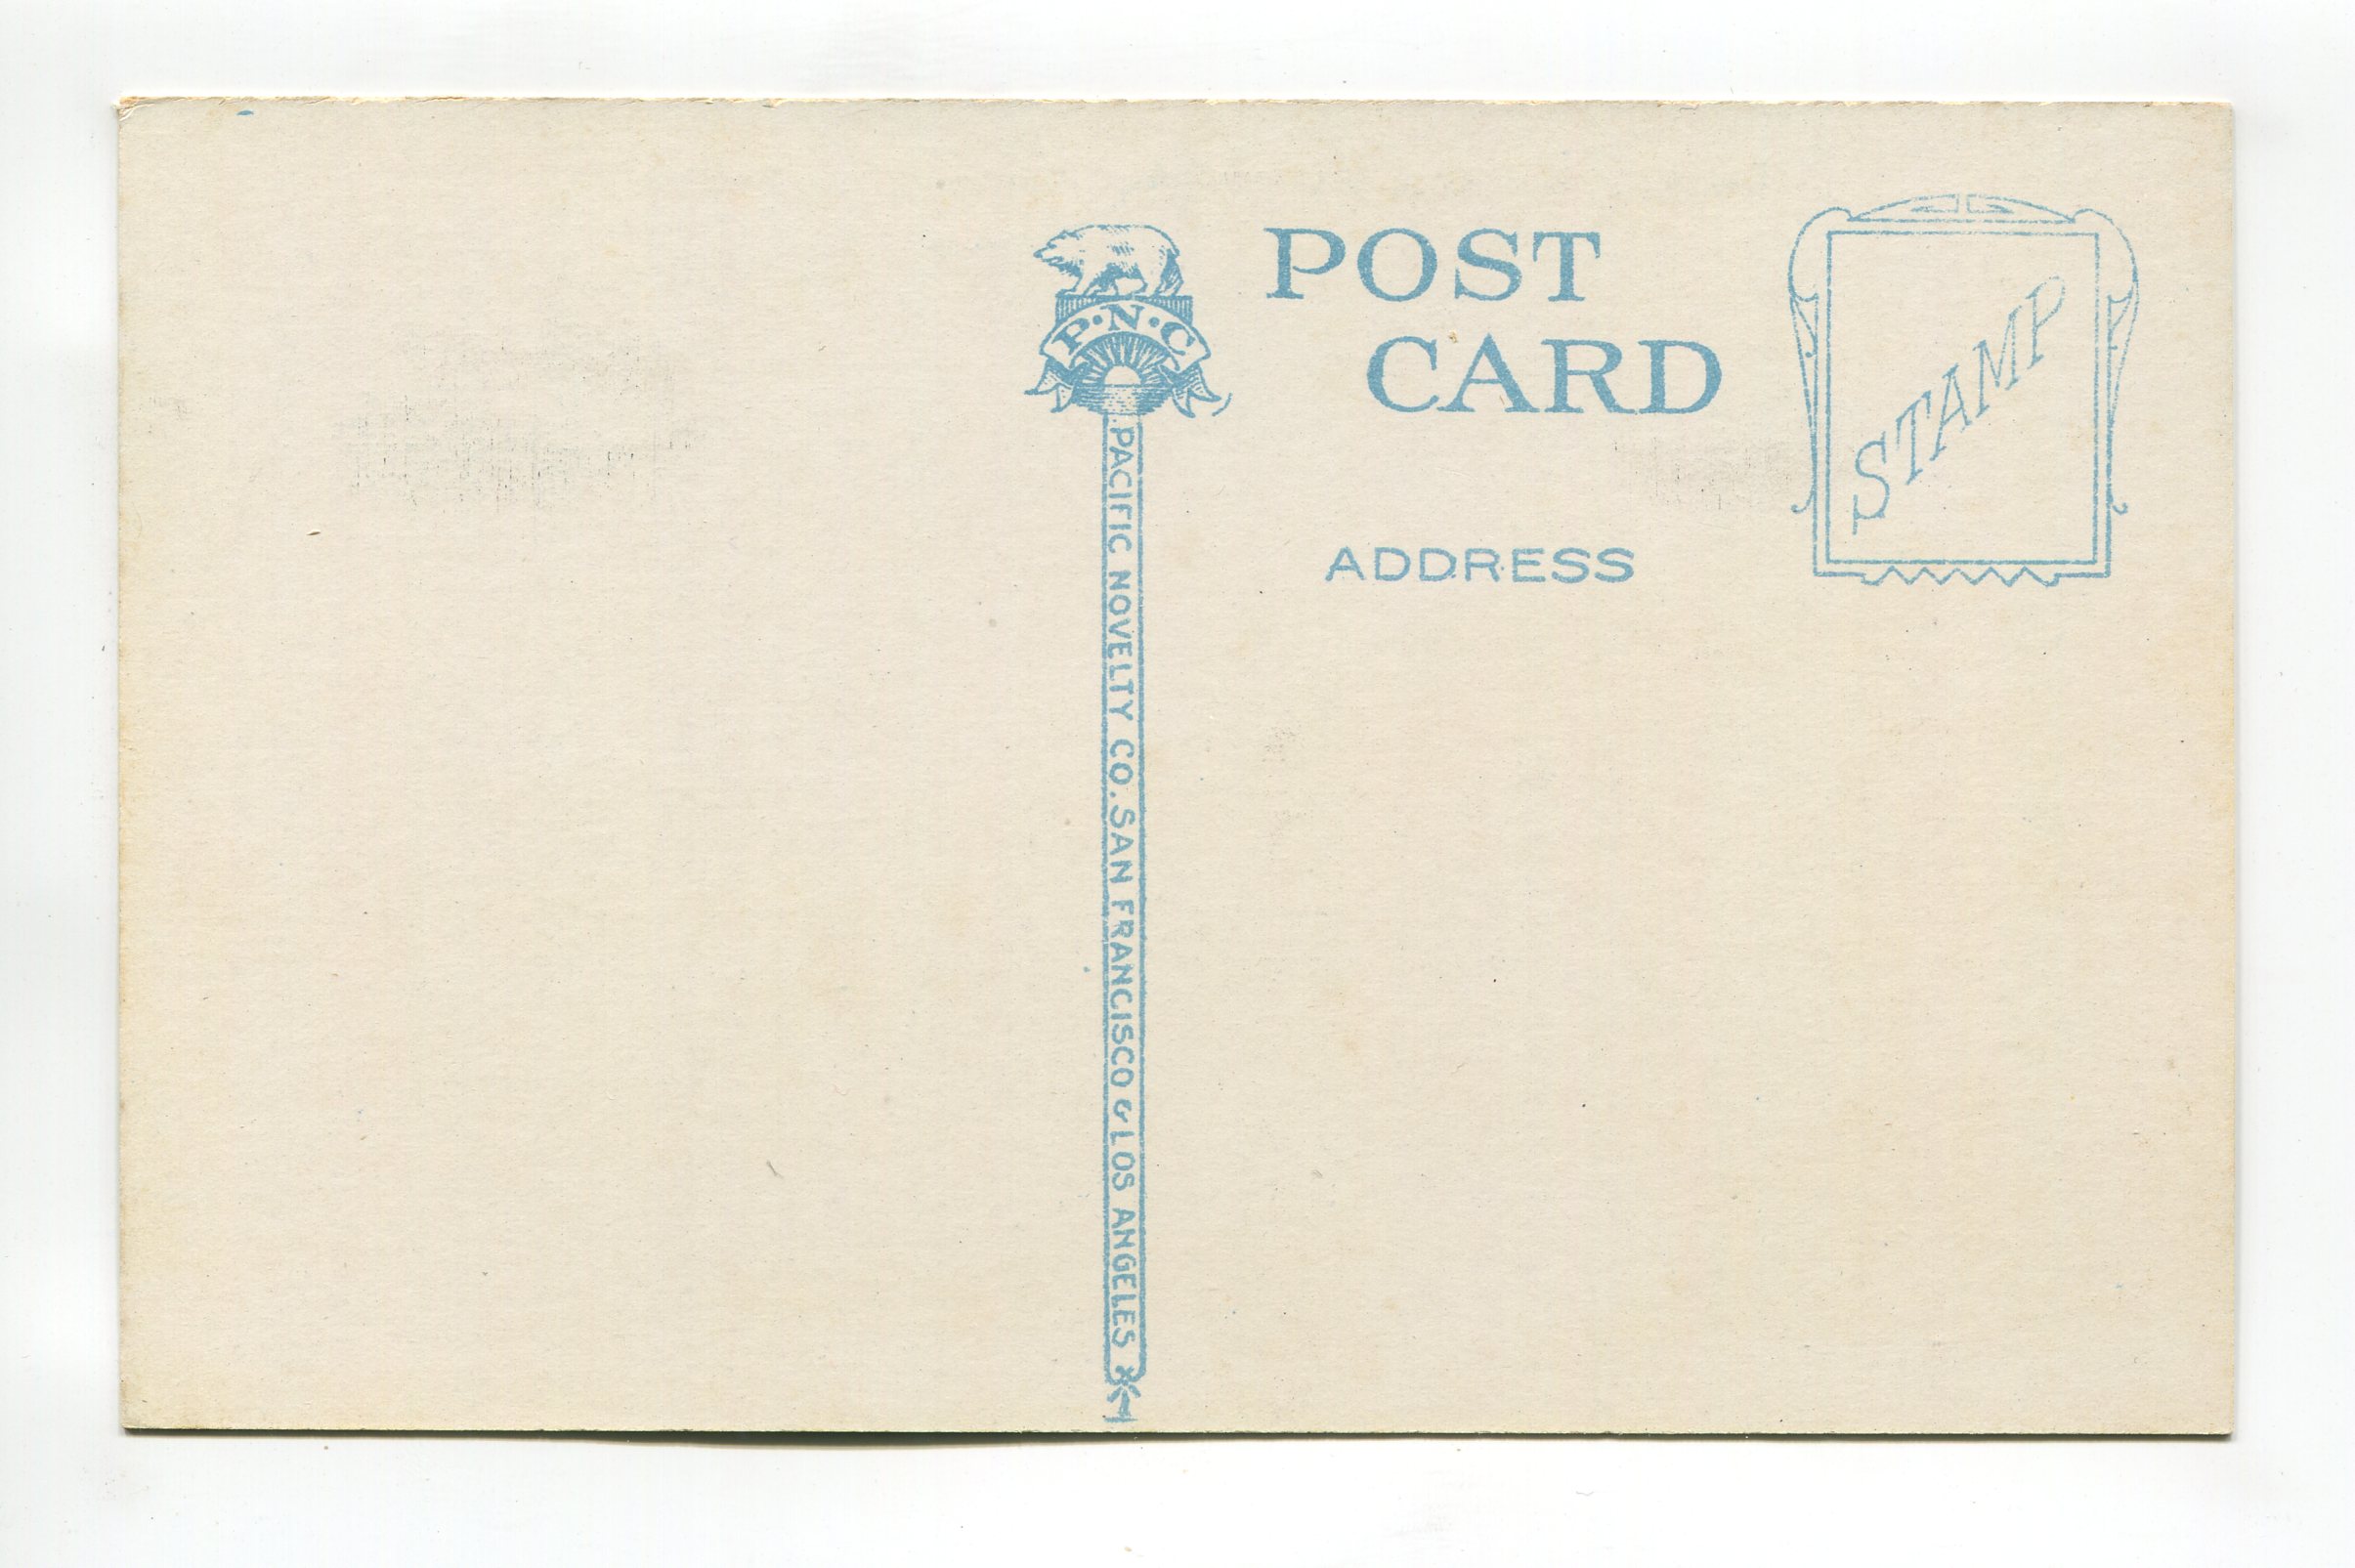 P·N·C
POST
CARD
STAMP
ADDRESS
PACIFIC NOVELTY CO. SAN FRANCISCO & LOS ANGELES